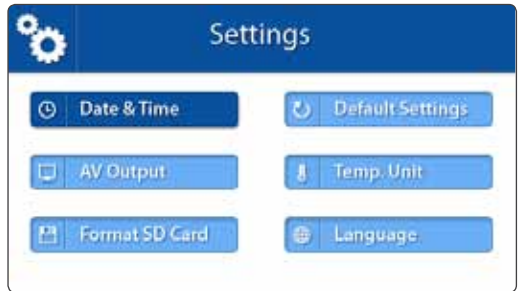 Settings
Date & Time
Default Settings
AV Output
Temp. Unit
Format SD Card
Language